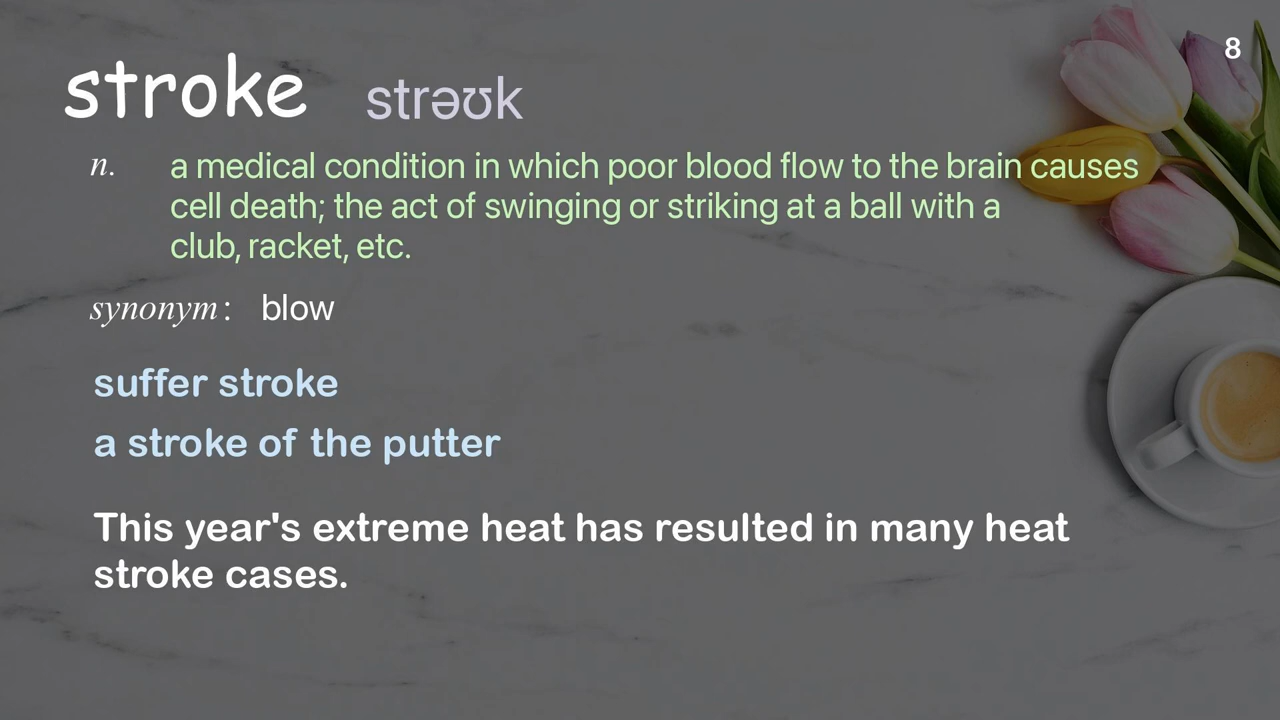 8
stroke strəʊk
n. a medical condition in which poor blood flow to the brain causes
cell death; the act of swinging or striking at a ball with a
club, racket, etc.
synonym: blow
suffer stroke
a stroke of the putter
This year's extreme heat has resulted in many heat
stroke cases.